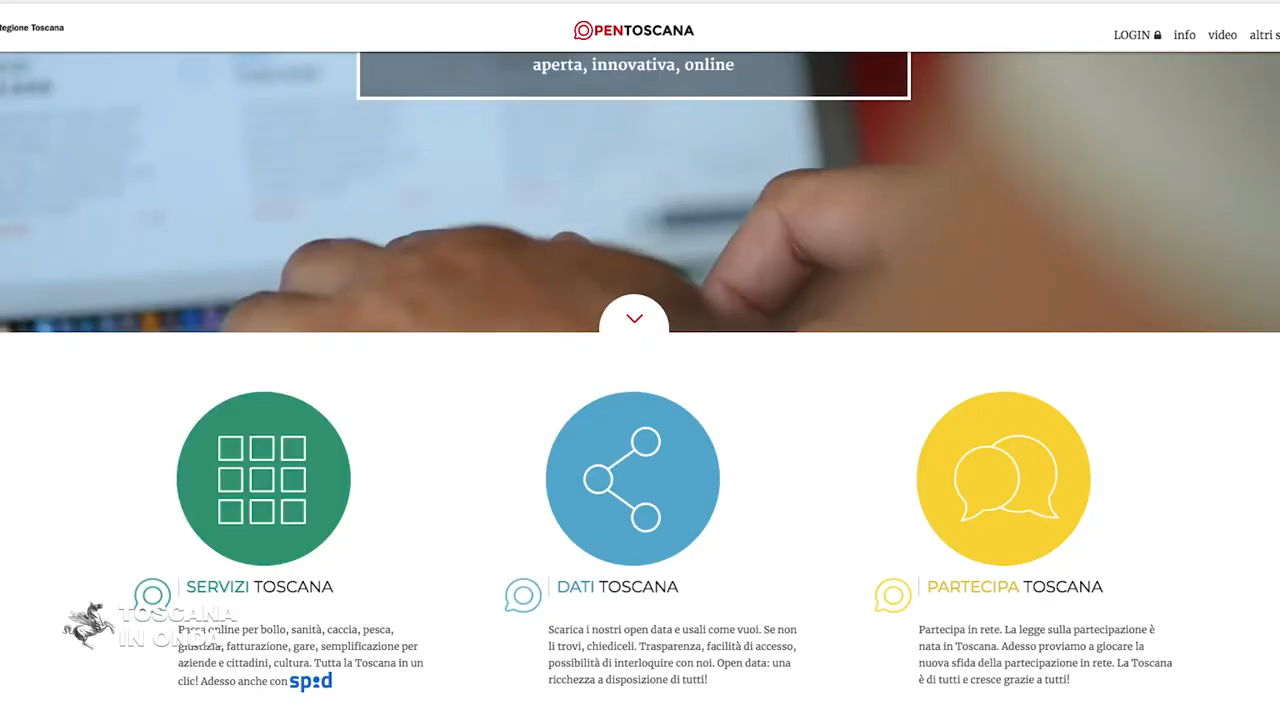 Regione Toscana
OPENTOSCANA
LOGIN info video altri s
aperta, innovativa, online
SERVIZI TOSCANA
Passa online per bollo, sanità, caccia, pesca,
giustizia, fatturazione, gare, semplificazione per
aziende e cittadini, cultura. Tutta la Toscana in un
clic! Adesso anche con spid
DATI TOSCANA
Scarica i nostri open data e usali come vuoi. Se non
li trovi, chiediceli. Trasparenza, facilità di accesso,
possibilità di interloquire con noi. Open data: una
ricchezza a disposizione di tutti!
PARTECIPA TOSCANA
Partecipa in rete. La legge sulla partecipazione è
nata in Toscana. Adesso proviamo a giocare la
nuova sfida della partecipazione in rete. La Toscana
è di tutti e cresce grazie a tutti!
TOSCANA
IN ONDA